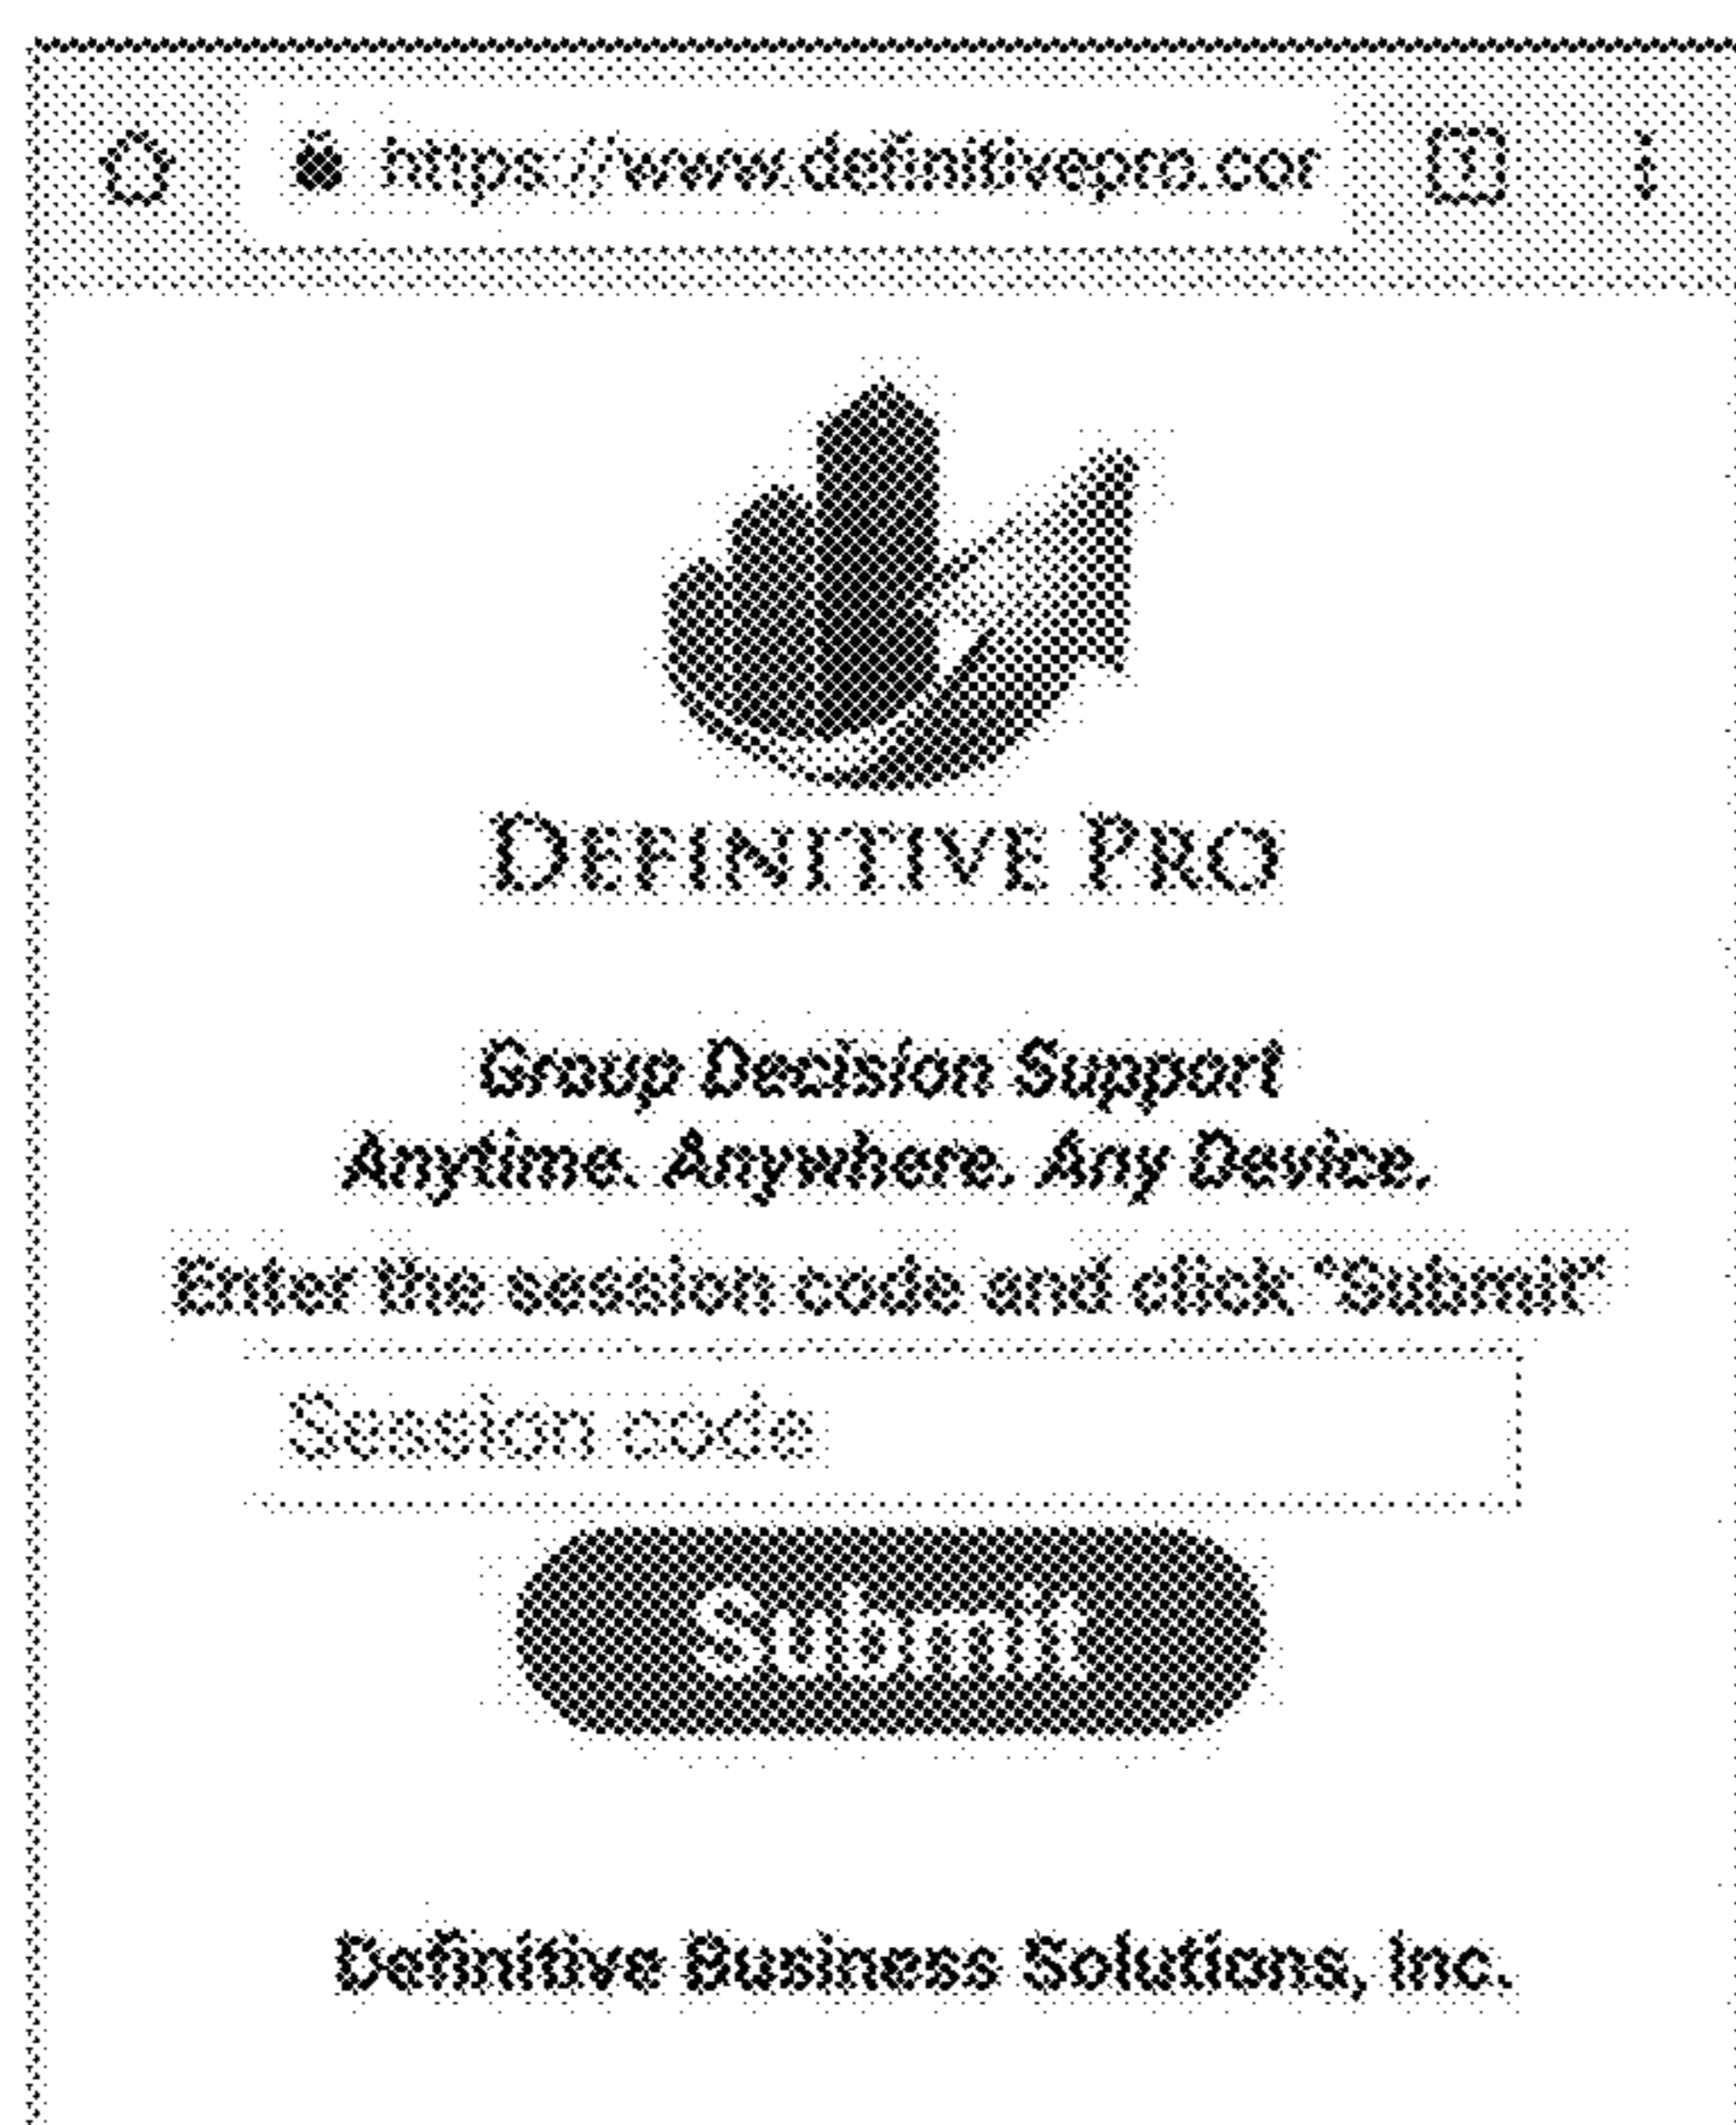 https://www.definitivepro.cor
DEFINITIVE PRO
Group Decision Support
Anytime. Anywhere. Any Device.
Enter the session code and click "Submit"
Session code
Submit
Definitive Business Solutions, Inc.